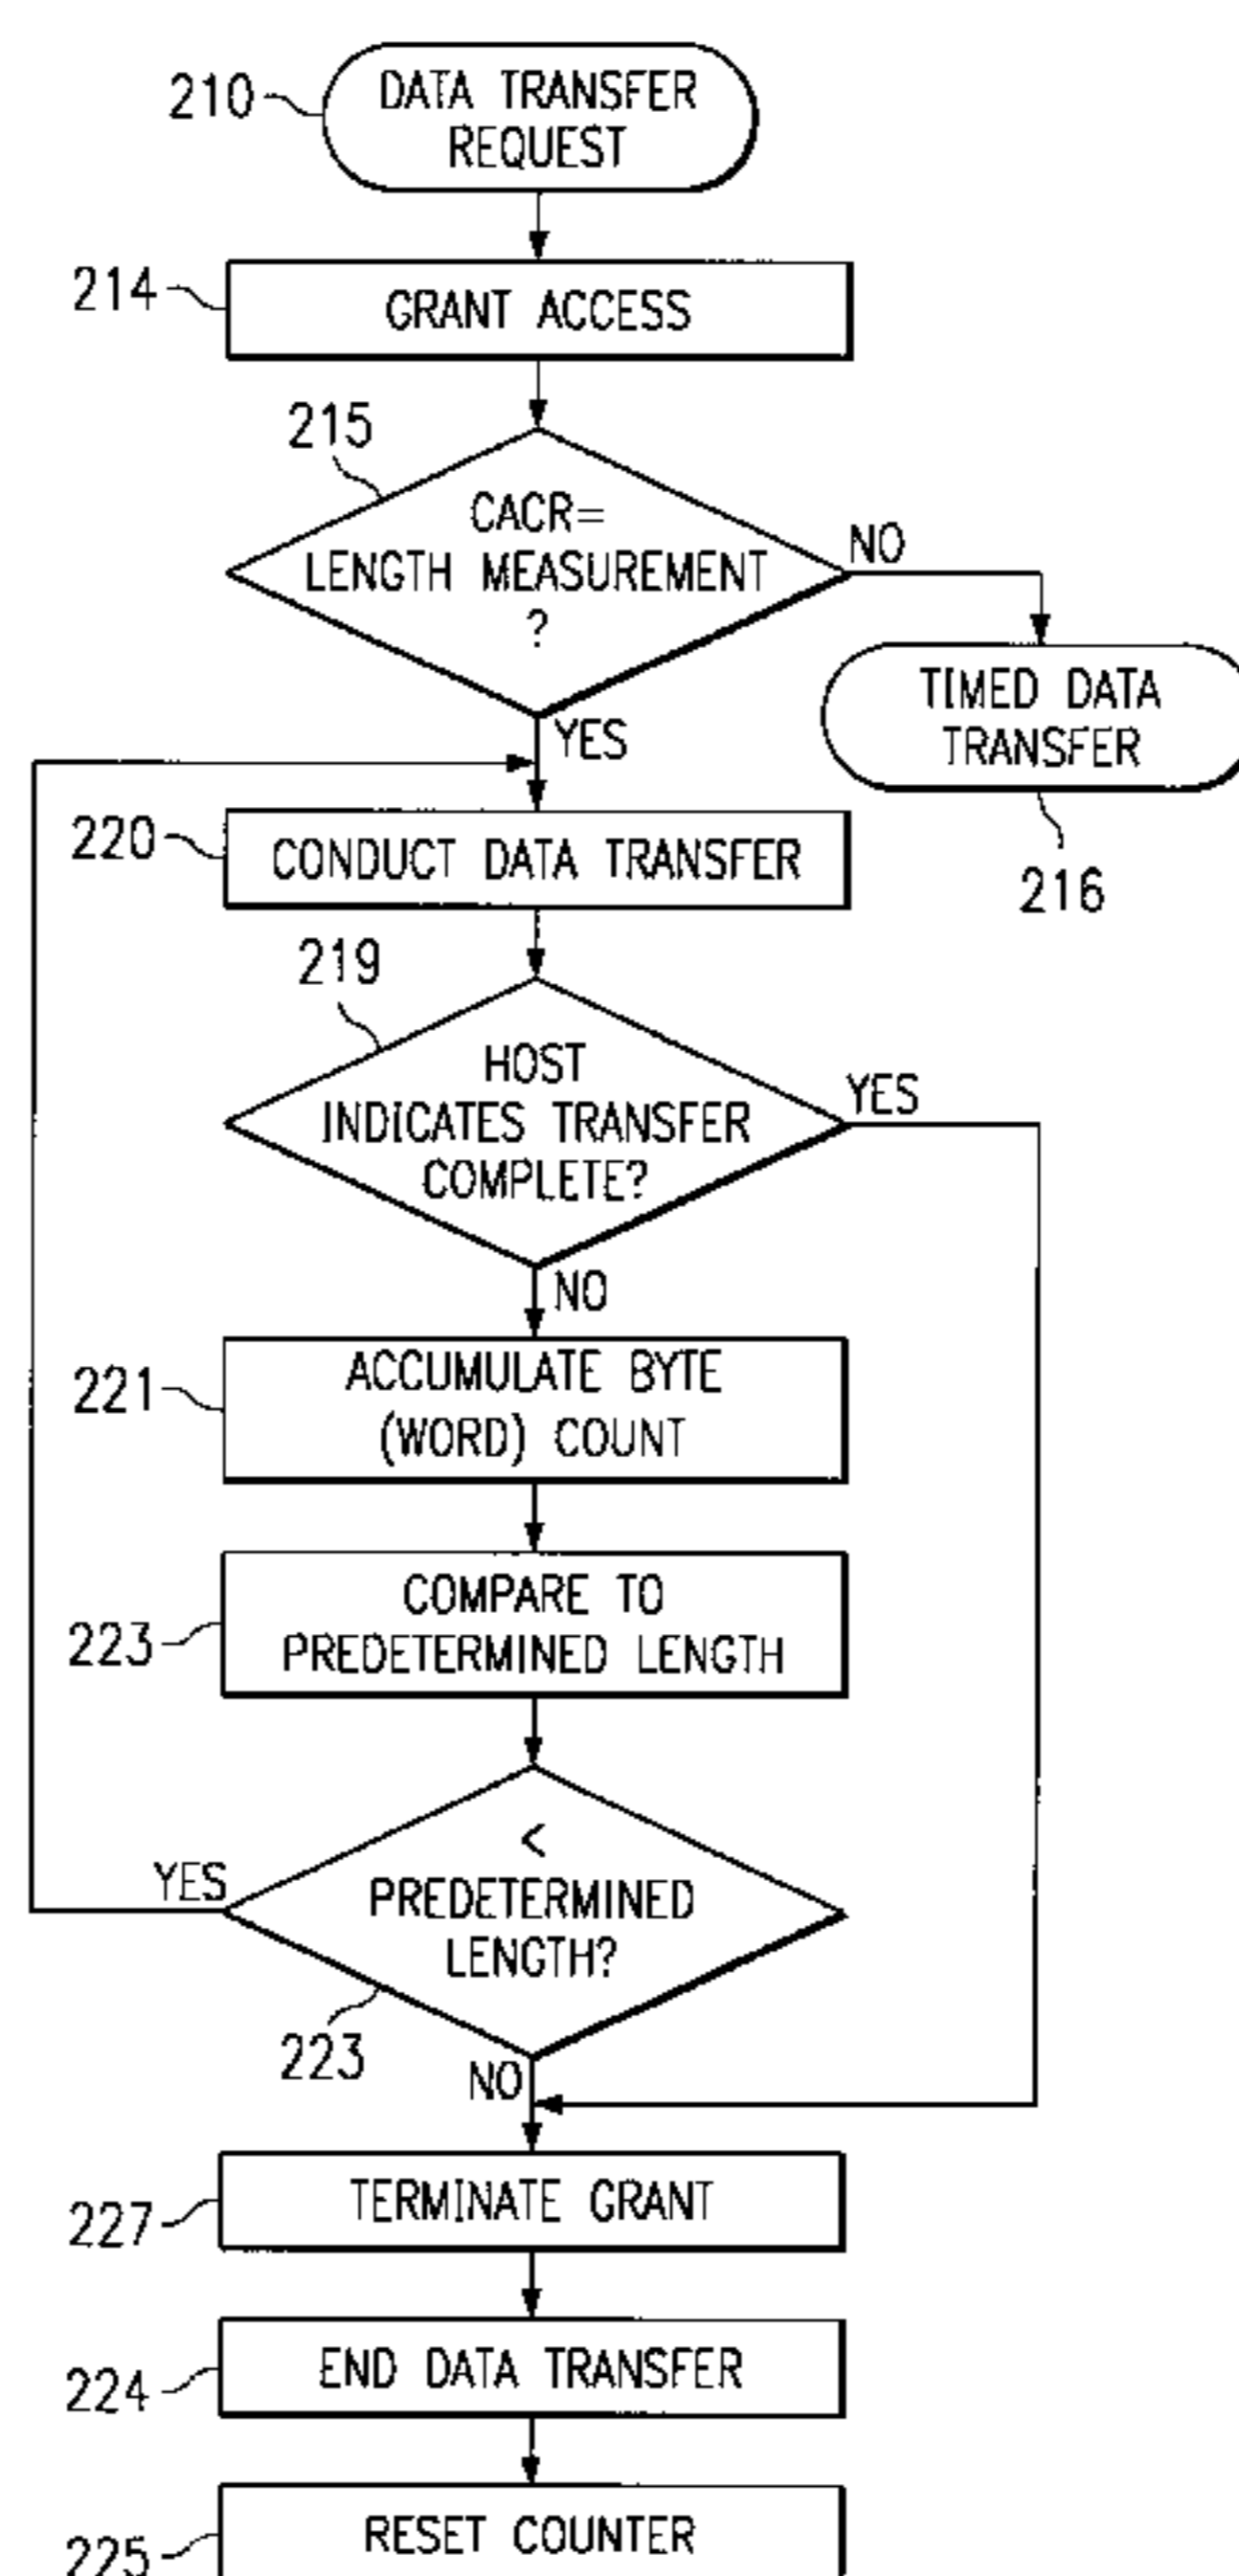 210
DATA TRANSFER
REQUEST
214
GRANT ACCESS
215
CACR=
LENGTH MEASUREMENT
?
NO
YES
TIMED DATA
TRANSFER
216
220
CONDUCT DATA TRANSFER
219
HOST
INDICATES TRANSFER
COMPLETE?
YES
NO
221
ACCUMULATE BYTE
(WORD) COUNT
223
COMPARE TO
PREDETERMINED LENGTH
<
PREDETERMINED
LENGTH?
YES
223
NO
227
TERMINATE GRANT
224
END DATA TRANSFER
225
RESET COUNTER